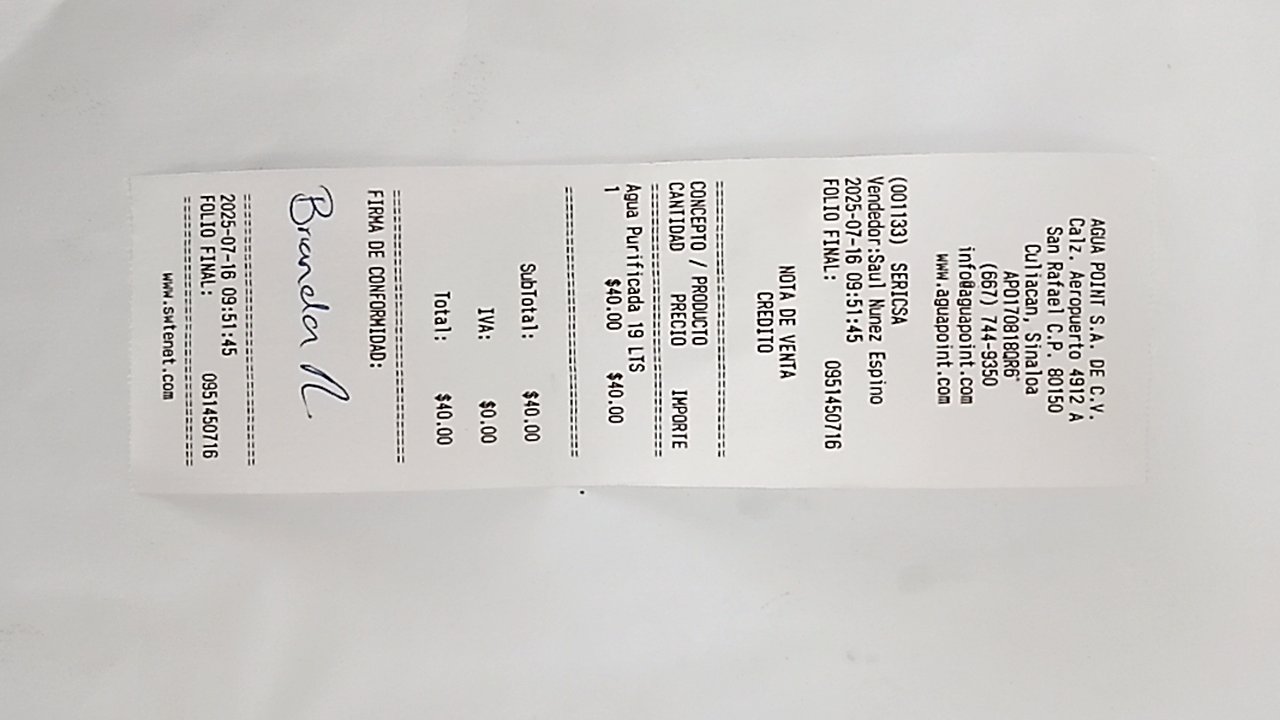 AGUA POINT S.A. DE C.V.
Calz. Aeropuerto 4912 A
San Rafael C.P. 80150
Culiacan, Sinaloa
APO170818QR6
(667) 744-9350
info@aguapoint.com
www.aguapoint.com
(001133) SERICSA
Vendedor:Saul Nunez Espino
2025-07-16 09:51:45
FOLIO FINAL: 0951450716
NOTA DE VENTA
CREDITO
==============================
CONCEPTO / PRODUCTO
CANTIDAD PRECIO IMPORTE
==============================
Agua Purificada 19 LTS
1 $40.00 $40.00
==============================
SubTotal: $40.00
IVA: $0.00
Total: $40.00
==============================
FIRMA DE CONFORMIDAD:
Brianda R.
==============================
2025-07-16 09:51:45
FOLIO FINAL: 0951450716
==============================
www.swtenet.com